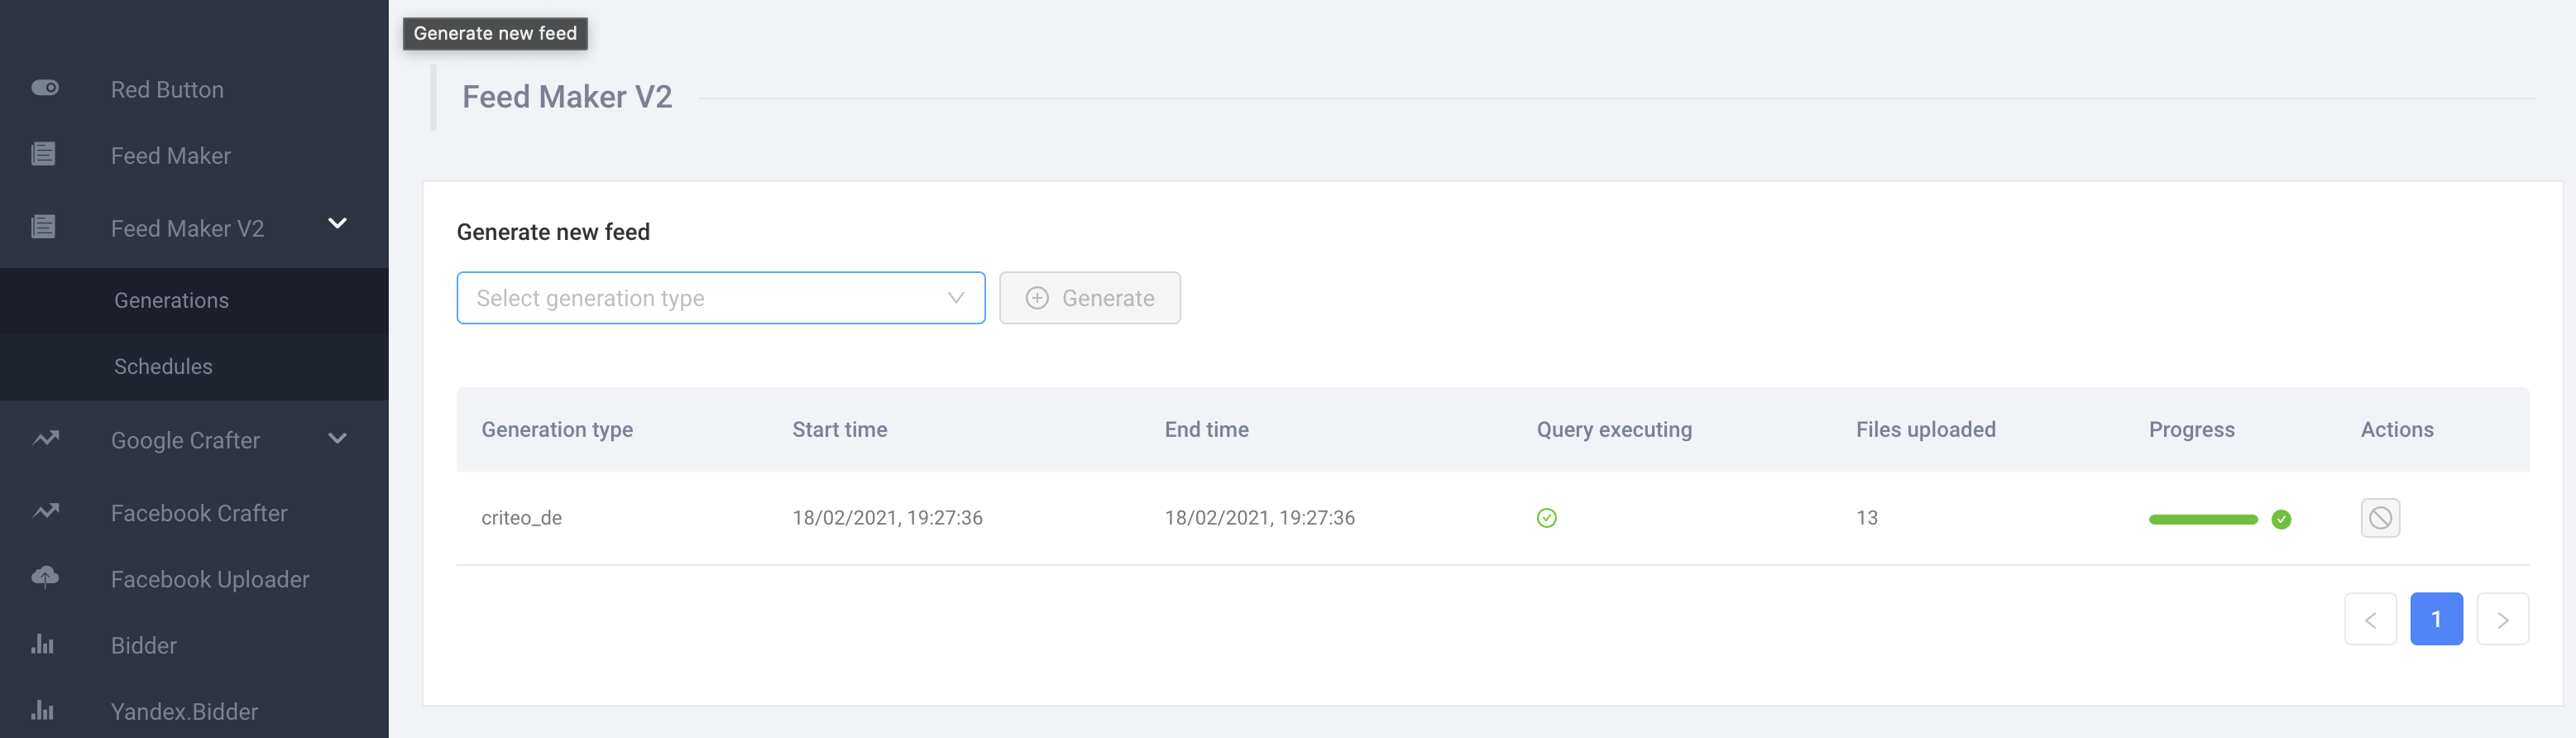 Generate new feed
Red Button
Feed Maker
Feed Maker V2
Generations
Schedules
Google Crafter
Facebook Crafter
Facebook Uploader
Bidder
Yandex.Bidder
Feed Maker V2
Generate new feed
Select generation type Generate
Generation type Start time End time Query executing Files uploaded Progress Actions
criteo_de 18/02/2021, 19:27:36 18/02/2021, 19:27:36 13
1